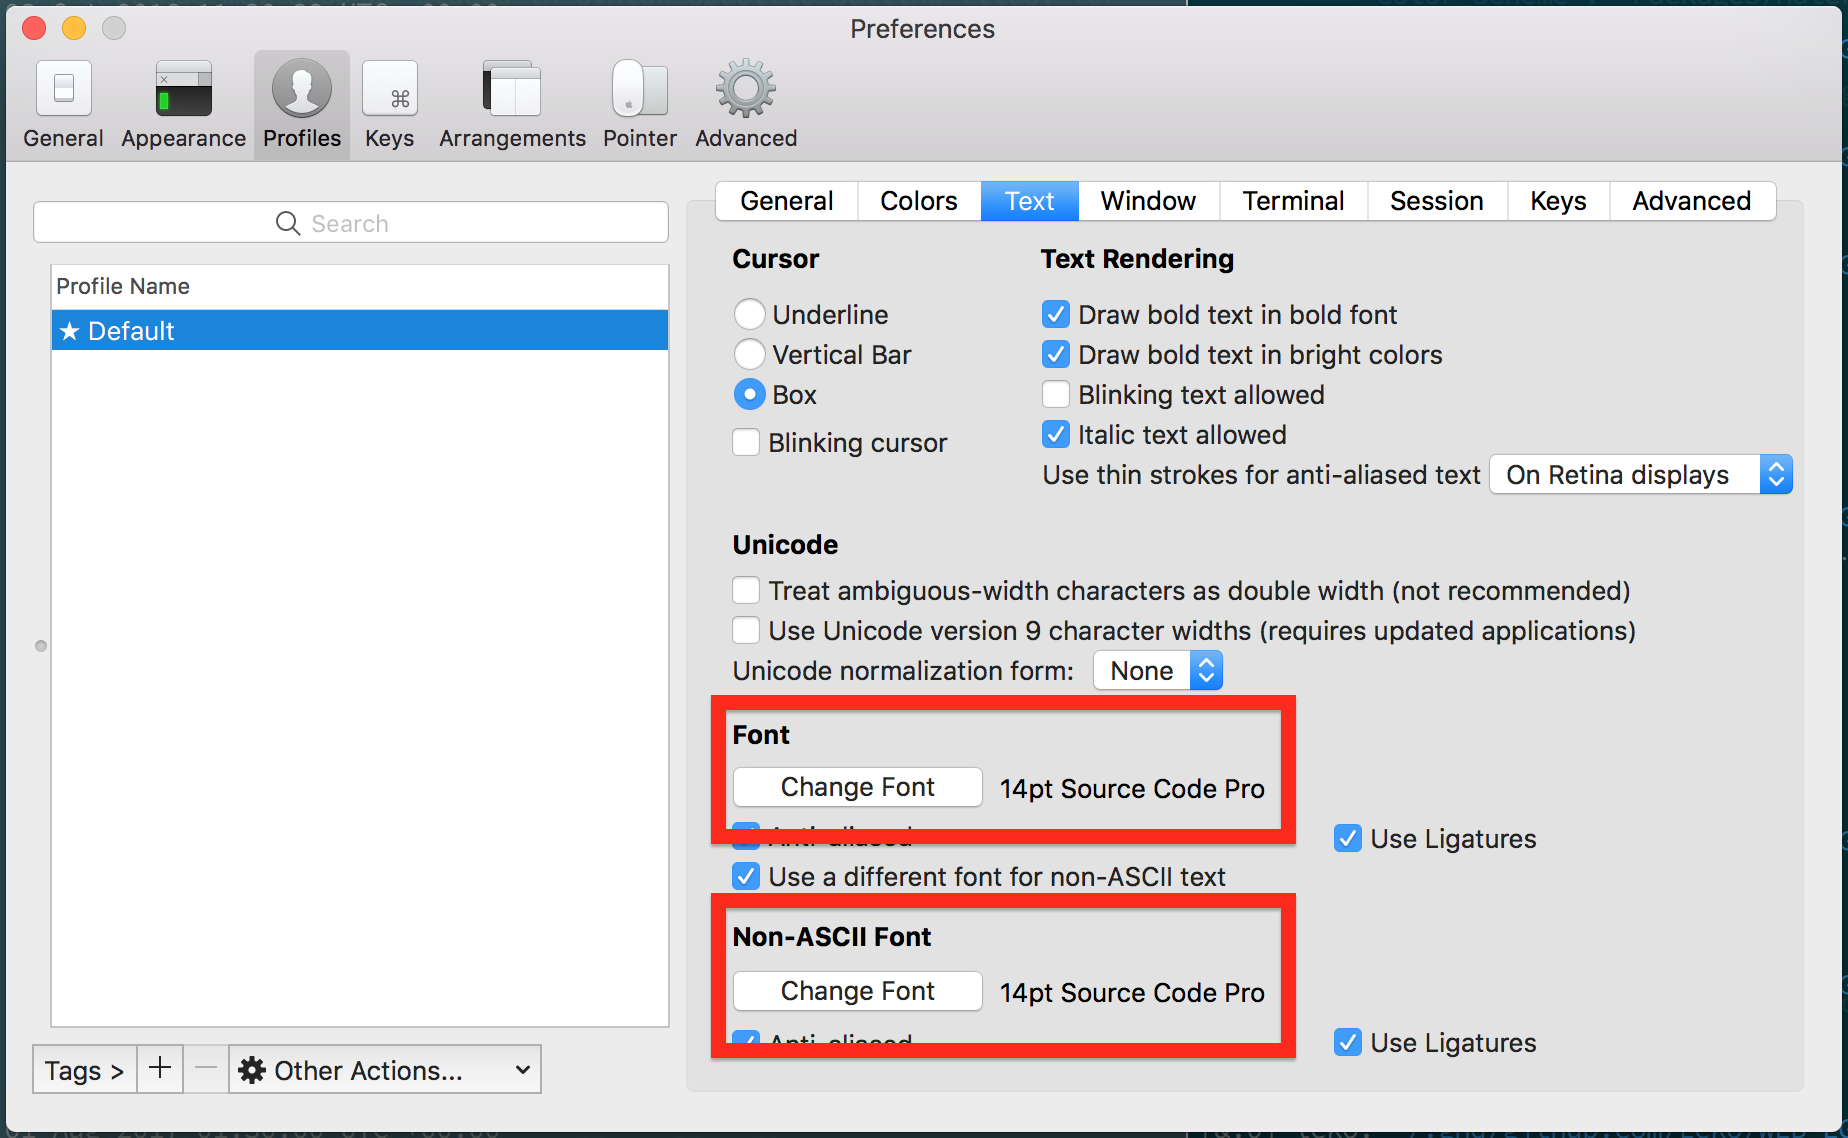 Preferences
General Appearance Profiles Keys Arrangements Pointer Advanced
Search
Profile Name
★ Default
Tags > + − Other Actions...
General Colors Text Window Terminal Session Keys Advanced
Cursor
Underline
Vertical Bar
Box
Blinking cursor
Text Rendering
Draw bold text in bold font
Draw bold text in bright colors
Blinking text allowed
Italic text allowed
Use thin strokes for anti-aliased text On Retina displays
Unicode
Treat ambiguous-width characters as double width (not recommended)
Use Unicode version 9 character widths (requires updated applications)
Unicode normalization form: None
Font
Change Font 14pt Source Code Pro
Anti-aliased Use Ligatures
Use a different font for non-ASCII text
Non-ASCII Font
Change Font 14pt Source Code Pro
Anti-aliased Use Ligatures